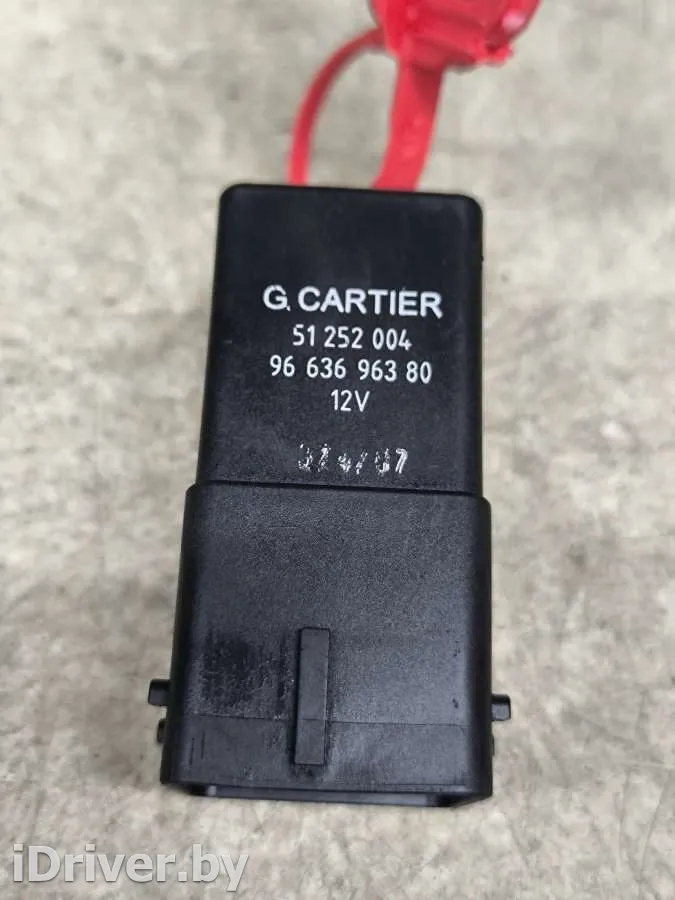 G. CARTIER
51 252 004
96 636 963 80
12V
iDriver.by